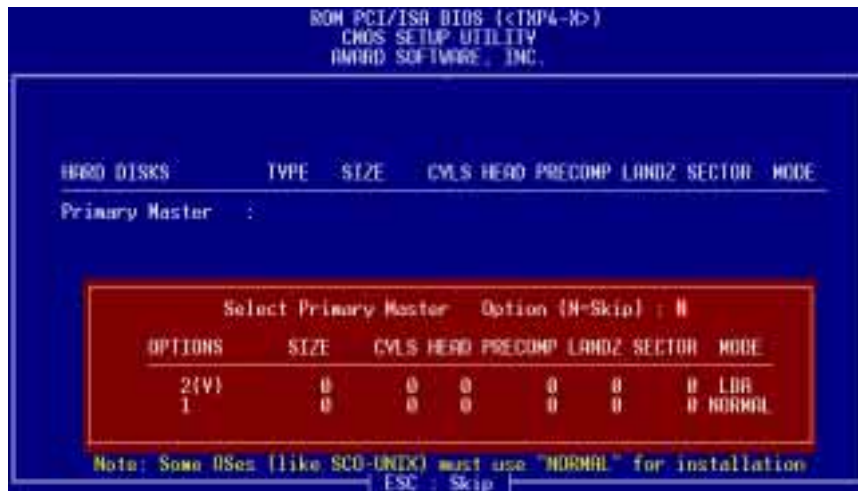 ROM PCI/ISA BIOS (<TXP4-X>)
CMOS SETUP UTILITY
AWARD SOFTWARE, INC.
HARD DISKS TYPE SIZE CYLS HEAD PRECOMP LANDZ SECTOR MODE
Primary Master :
Select Primary Master Option (N=Skip) : N
OPTIONS SIZE CYLS HEAD PRECOMP LANDZ SECTOR MODE
2(Y) 0 0 0 0 0 0 LBA
1 0 0 0 0 0 0 NORMAL
Note: Some OSes (like SCO-UNIX) must use "NORMAL" for installation
ESC : Skip